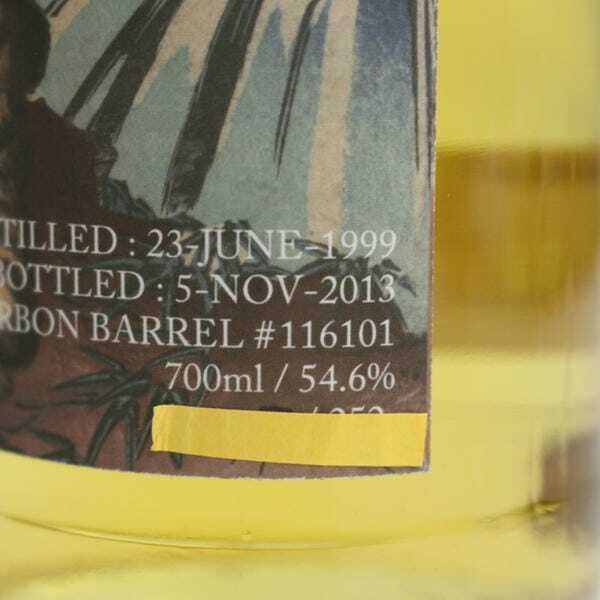 TILLED : 23-JUNE-1999
BOTTLED : 5-NOV-2013
RBON BARREL #116101
700ml / 54.6%